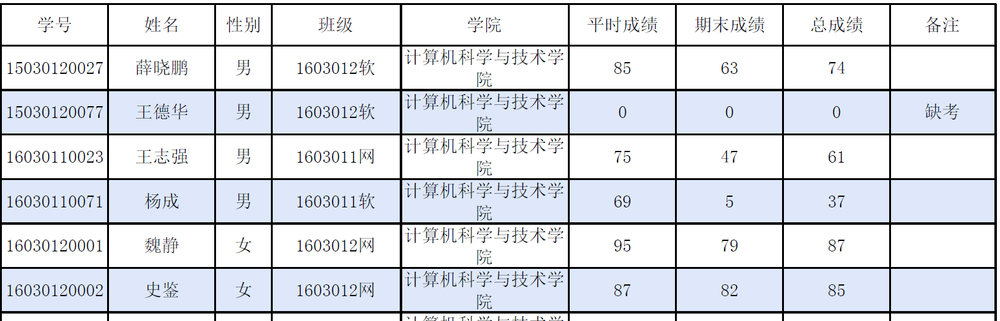 学号 姓名 性别 班级 学院 平时成绩 期末成绩 总成绩 备注
15030120027 薛晓鹏 男 1603012软 计算机科学与技术学院 85 63 74
15030120077 王德华 男 1603012软 计算机科学与技术学院 0 0 0 缺考
16030110023 王志强 男 1603011网 计算机科学与技术学院 75 47 61
16030110071 杨成 男 1603011软 计算机科学与技术学院 69 5 37
16030120001 魏静 女 1603012网 计算机科学与技术学院 95 79 87
16030120002 史鉴 女 1603012网 计算机科学与技术学院 87 82 85
计算机科学与技术学